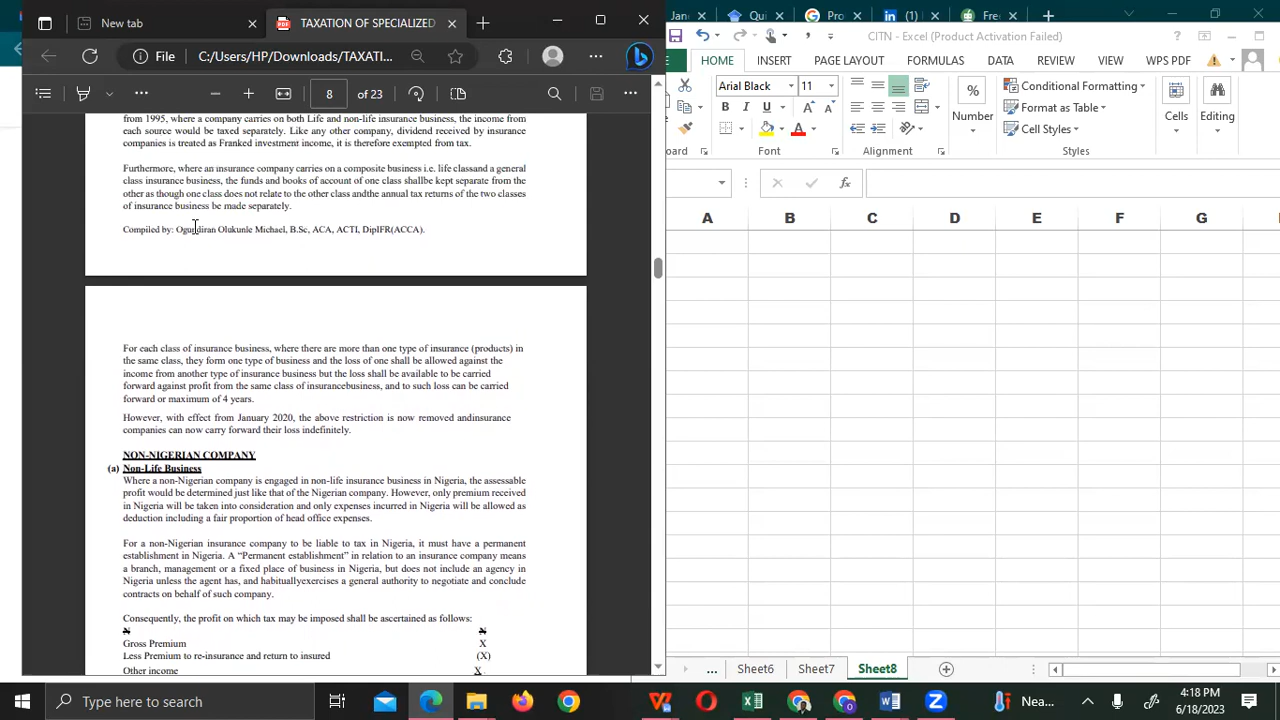 New tab
TAXATION OF SPECIALIZED
File
C:/Users/HP/Downloads/TAXATI...
8
of 23
from 1995, where a company carries on both Life and non-life insurance business, the income from
each source would be taxed separately. Like any other company, dividend received by insurance
companies is treated as Franked investment income, it is therefore exempted from tax.
Furthermore, where an insurance company carries on a composite business i.e. life classand a general
class insurance business, the funds and books of account of one class shallbe kept separate from the
other as though one class does not relate to the other class andthe annual tax returns of the two classes
of insurance business be made separately.
Compiled by: Ogundiran Olukunle Michael, B.Sc, ACA, ACTI, DipIFR(ACCA).
For each class of insurance business, where there are more than one type of insurance (products) in
the same class, they form one type of business and the loss of one shall be allowed against the
income from another type of insurance business but the loss shall be available to be carried
forward against profit from the same class of insurancebusiness, and to such loss can be carried
forward or maximum of 4 years.
However, with effect from January 2020, the above restriction is now removed andinsurance
companies can now carry forward their loss indefinitely.
NON-NIGERIAN COMPANY
(a) Non-Life Business
Where a non-Nigerian company is engaged in non-life insurance business in Nigeria, the assessable
profit would be determined just like that of the Nigerian company. However, only premium received
in Nigeria will be taken into consideration and only expenses incurred in Nigeria will be allowed as
deduction including a fair proportion of head office expenses.
For a non-Nigerian insurance company to be liable to tax in Nigeria, it must have a permanent
establishment in Nigeria. A “Permanent establishment” in relation to an insurance company means
a branch, management or a fixed place of business in Nigeria, but does not include an agency in
Nigeria unless the agent has, and habituallyexercises a general authority to negotiate and conclude
contracts on behalf of such company.
Consequently, the profit on which tax may be imposed shall be ascertained as follows:
₦ ₦
Gross Premium X
Less Premium to re-insurance and return to insured (X)
Other income X
Jan
Gr
(1)
Fre
CITN - Excel (Product Activation Failed)
HOME INSERT PAGE LAYOUT FORMULAS DATA REVIEW VIEW WPS PDF
Arial Black 11
B I U
Number
Conditional Formatting
Format as Table
Cell Styles
Cells
Editing
Font Alignment Styles
A B C D E F G
... Sheet6 Sheet7 Sheet8
Type here to search
Nea...
4:18 PM
6/18/2023